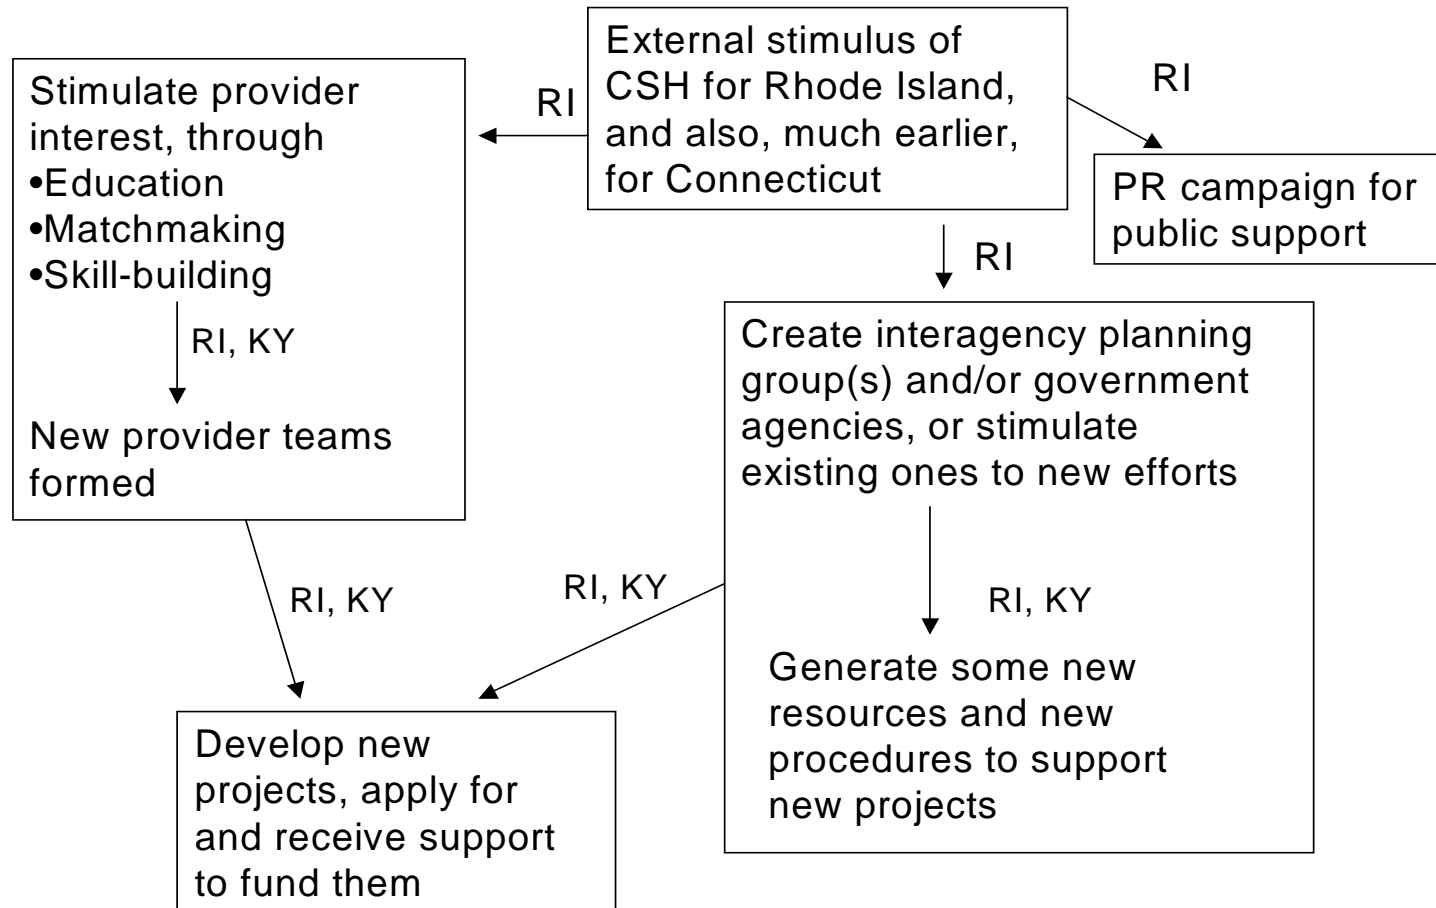 External stimulus of
CSH for Rhode Island,
and also, much earlier,
for Connecticut
RI
RI
RI
Stimulate provider
interest, through
•Education
•Matchmaking
•Skill-building
RI, KY
New provider teams
formed
PR campaign for
public support
Create interagency planning
group(s) and/or government
agencies, or stimulate
existing ones to new efforts
RI, KY
Generate some new
resources and new
procedures to support
new projects
RI, KY
RI, KY
Develop new
projects, apply for
and receive support
to fund them